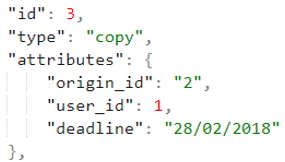 "id": 3,
"type": "copy",
"attributes": {
"origin_id": "2",
"user_id": 1,
"deadline": "28/02/2018"
},